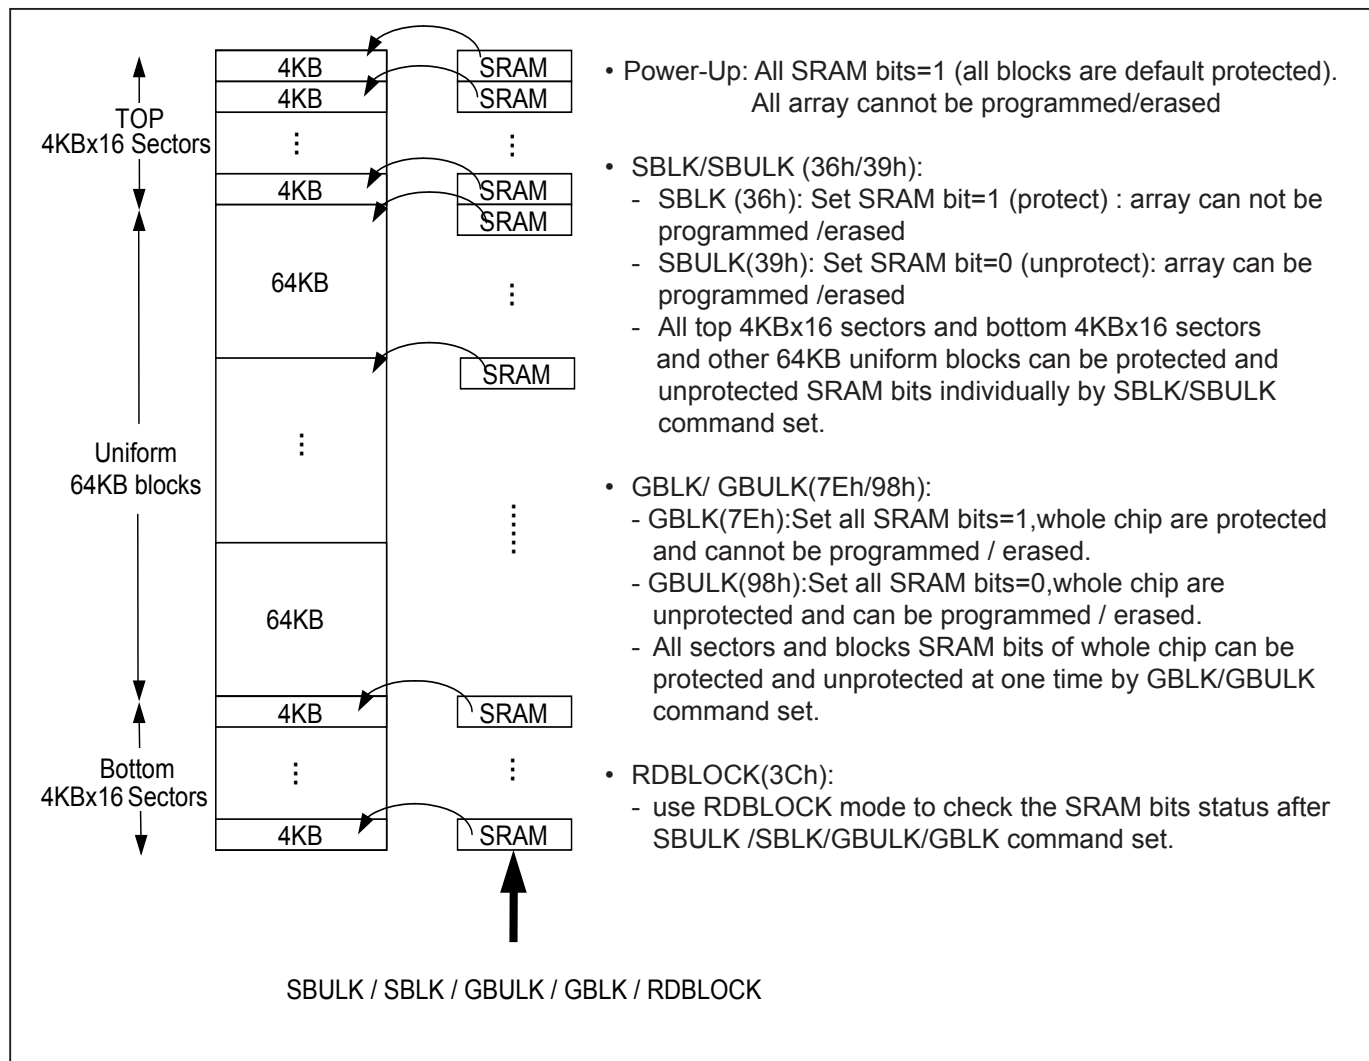 4KB
4KB
⋮
4KB
64KB
⋮
64KB
4KB
⋮
4KB
TOP
4KBx16 Sectors
Uniform
64KB blocks
Bottom
4KBx16 Sectors
SRAM
SRAM
⋮
SRAM
SRAM
⋮
SRAM
⋮
SRAM
⋮
SRAM
SBULK / SBLK / GBULK / GBLK / RDBLOCK
• Power-Up: All SRAM bits=1 (all blocks are default protected).
All array cannot be programmed/erased
• SBLK/SBULK (36h/39h):
- SBLK (36h): Set SRAM bit=1 (protect) : array can not be
programmed /erased
- SBULK(39h): Set SRAM bit=0 (unprotect): array can be
programmed /erased
- All top 4KBx16 sectors and bottom 4KBx16 sectors
and other 64KB uniform blocks can be protected and
unprotected SRAM bits individually by SBLK/SBULK
command set.
• GBLK/ GBULK(7Eh/98h):
- GBLK(7Eh):Set all SRAM bits=1,whole chip are protected
and cannot be programmed / erased.
- GBULK(98h):Set all SRAM bits=0,whole chip are
unprotected and can be programmed / erased.
- All sectors and blocks SRAM bits of whole chip can be
protected and unprotected at one time by GBLK/GBULK
command set.
• RDBLOCK(3Ch):
- use RDBLOCK mode to check the SRAM bits status after
SBULK /SBLK/GBULK/GBLK command set.